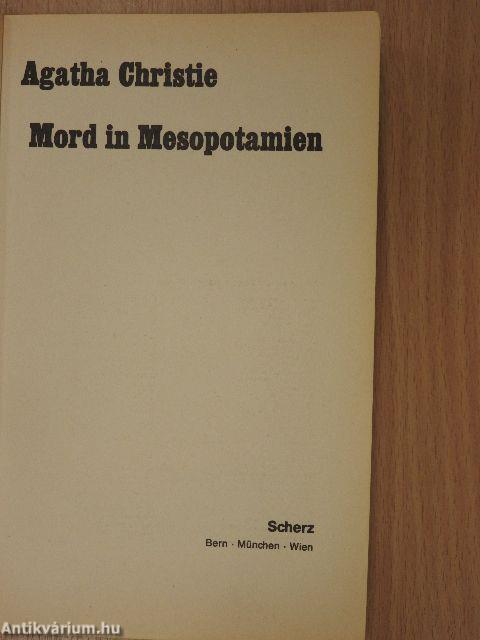 Agatha Christie
Mord in Mesopotamien
Scherz
Bern · München · Wien
Antikvárium.hu